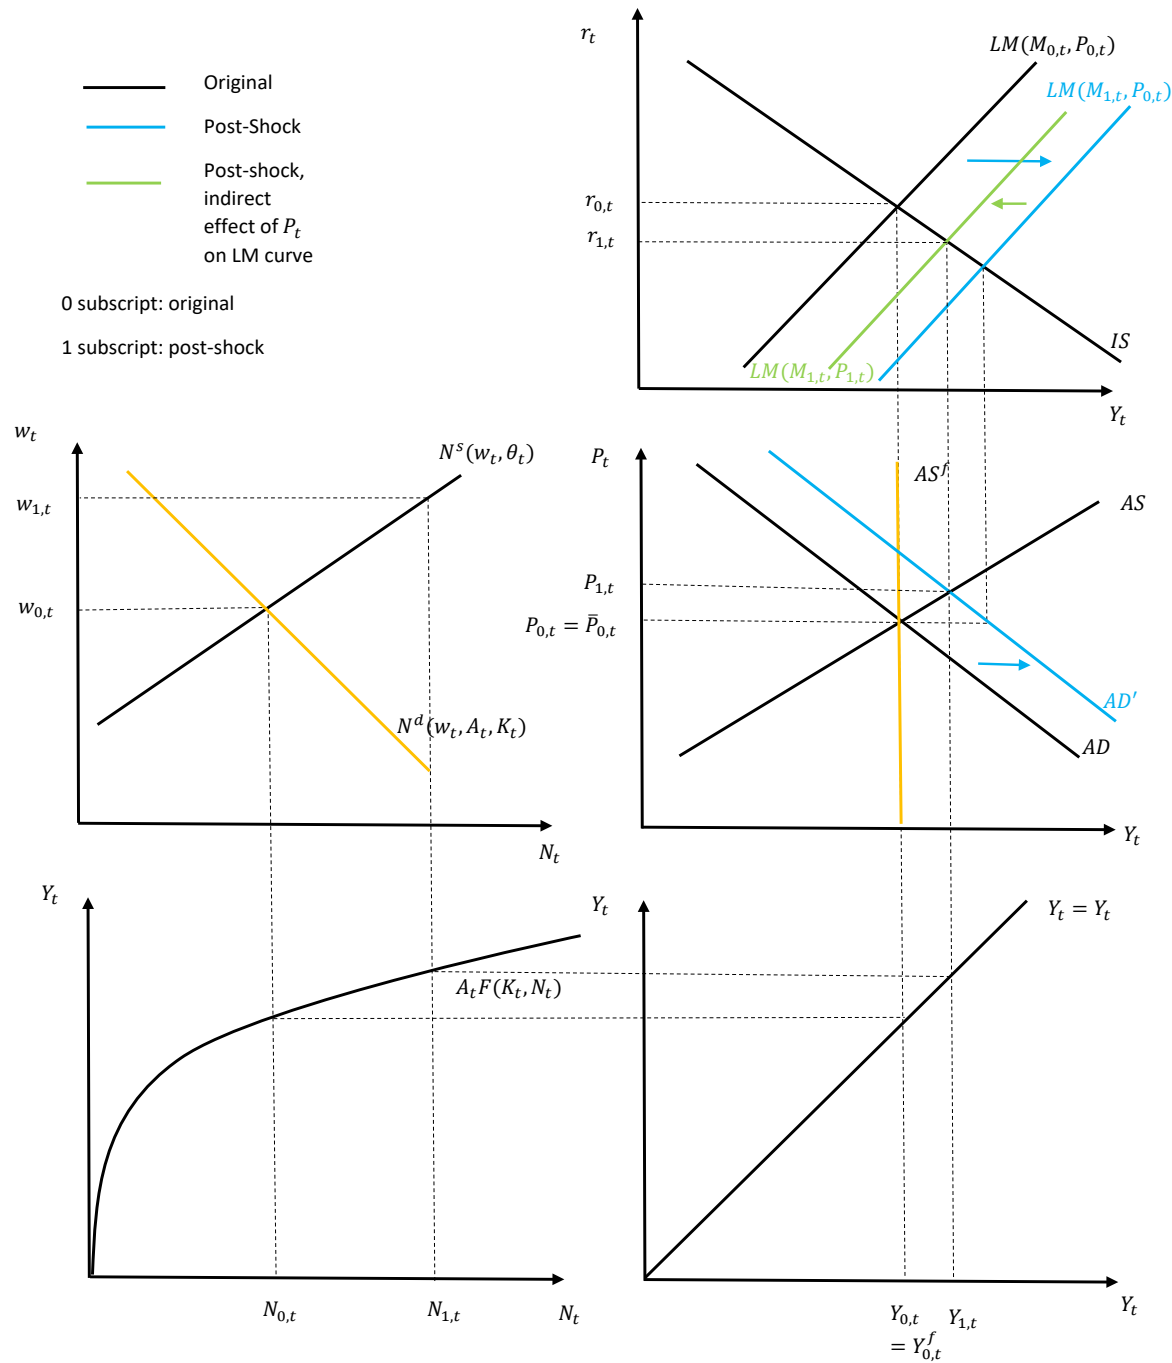 Original
Post-Shock
Post-shock,
indirect
effect of P_t
on LM curve
0 subscript: original
1 subscript: post-shock
r_t
LM(M_{0,t}, P_{0,t})
LM(M_{1,t}, P_{0,t})
r_{0,t}
r_{1,t}
IS
LM(M_{1,t}, P_{1,t})
Y_t
w_t
N^s(w_t, θ_t)
w_{1,t}
w_{0,t}
N^d(w_t, A_t, K_t)
N_t
P_t
AS^f
AS
P_{1,t}
P_{0,t} = P̄_{0,t}
AD′
AD
Y_t
Y_t
A_tF(K_t, N_t)
N_{0,t}
N_{1,t}
N_t
Y_t
Y_t = Y_t
Y_{0,t}
= Y_{0,t}^f
Y_{1,t}
Y_t